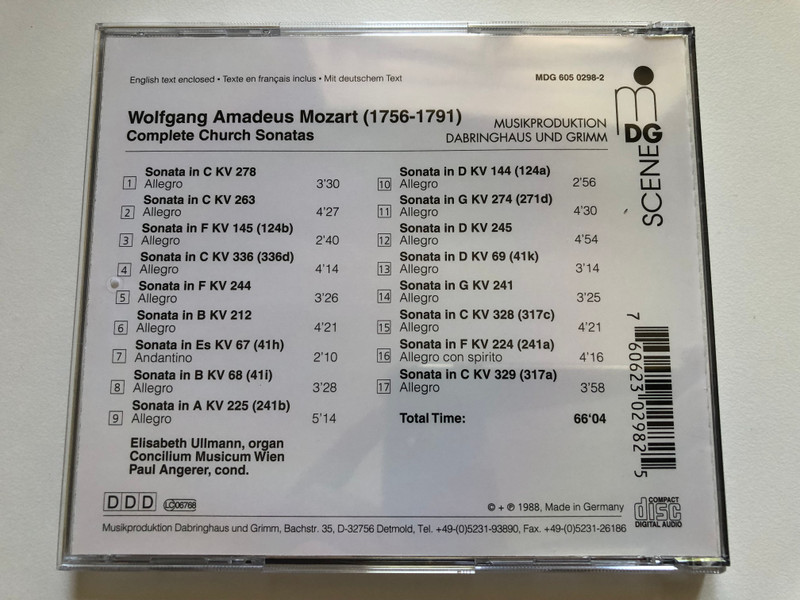 English text enclosed • Texte en français inclus • Mit deutschem Text
MDG 605 0298-2
Wolfgang Amadeus Mozart (1756-1791)
Complete Church Sonatas
MUSIKPRODUKTION
DABRINGHAUS UND GRIMM
m
DG
SCENE
Sonata in C KV 278
1 Allegro 3'30
Sonata in C KV 263
2 Allegro 4'27
Sonata in F KV 145 (124b)
3 Allegro 2'40
Sonata in C KV 336 (336d)
4 Allegro 4'14
Sonata in F KV 244
5 Allegro 3'26
Sonata in B KV 212
6 Allegro 4'21
Sonata in Es KV 67 (41h)
7 Andantino 2'10
Sonata in B KV 68 (41i)
8 Allegro 3'28
Sonata in A KV 225 (241b)
9 Allegro 5'14
Elisabeth Ullmann, organ
Concilium Musicum Wien
Paul Angerer, cond.
Sonata in D KV 144 (124a)
10 Allegro 2'56
Sonata in G KV 274 (271d)
11 Allegro 4'30
Sonata in D KV 245
12 Allegro 4'54
Sonata in D KV 69 (41k)
13 Allegro 3'14
Sonata in G KV 241
14 Allegro 3'25
Sonata in C KV 328 (317c)
15 Allegro 4'21
Sonata in F KV 224 (241a)
16 Allegro con spirito 4'16
Sonata in C KV 329 (317a)
17 Allegro 3'58
Total Time: 66'04
7 60623 02982 5
DDD
LC06768
© + ℗ 1988, Made in Germany
COMPACT
disc
DIGITAL AUDIO
Musikproduktion Dabringhaus und Grimm, Bachstr. 35, D-32756 Detmold, Tel. +49-(0)5231-93890, Fax. +49-(0)5231-26186